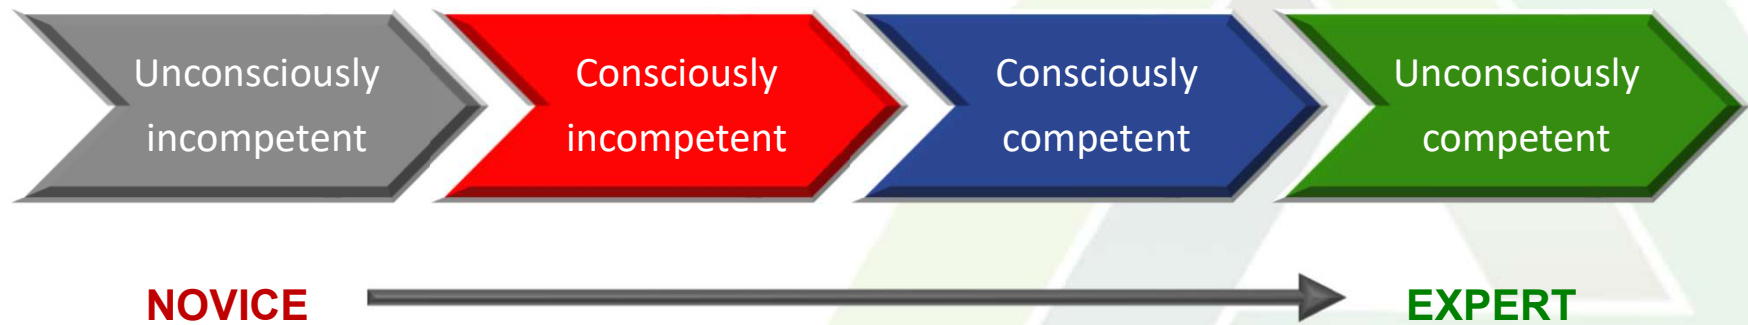 Unconsciously
incompetent
Consciously
incompetent
Consciously
competent
Unconsciously
competent
NOVICE
EXPERT